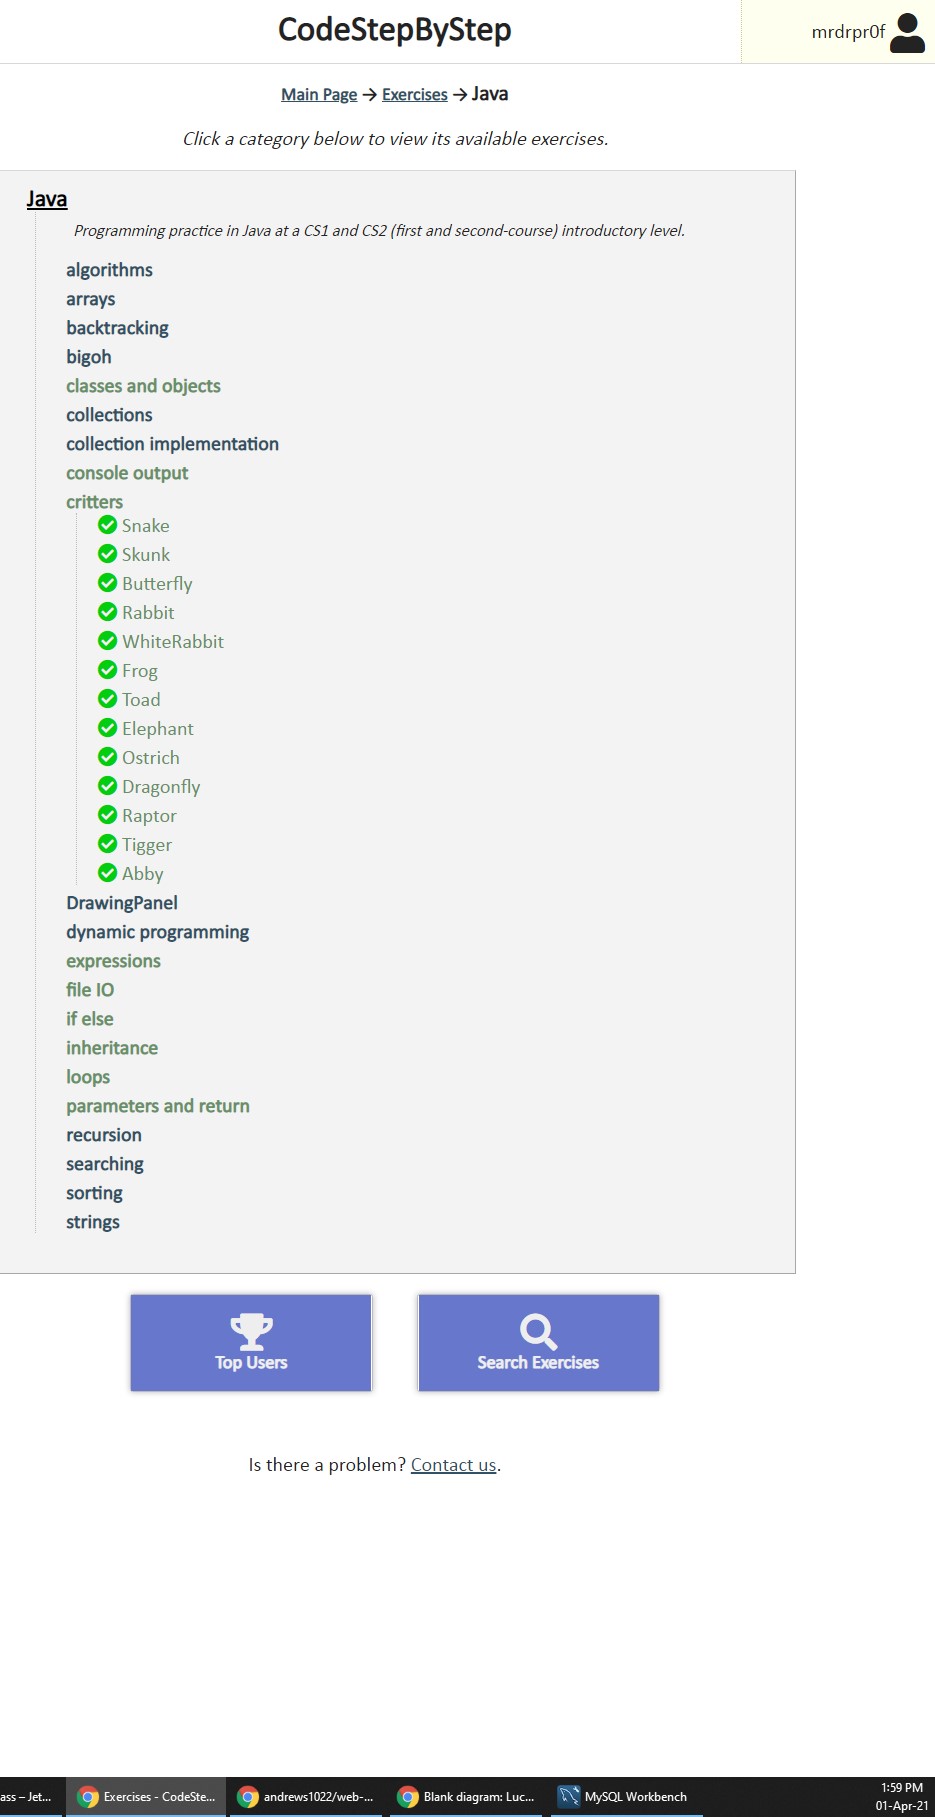 CodeStepByStep
mrdrpr0f
Main Page → Exercises → Java
Click a category below to view its available exercises.
Java
Programming practice in Java at a CS1 and CS2 (first and second-course) introductory level.
algorithms
arrays
backtracking
bigoh
classes and objects
collections
collection implementation
console output
critters
Snake
Skunk
Butterfly
Rabbit
WhiteRabbit
Frog
Toad
Elephant
Ostrich
Dragonfly
Raptor
Tigger
Abby
DrawingPanel
dynamic programming
expressions
file IO
if else
inheritance
loops
parameters and return
recursion
searching
sorting
strings
Top Users
Search Exercises
Is there a problem? Contact us.
ass – Jet...
Exercises - CodeSte...
andrews1022/web-...
Blank diagram: Luc...
MySQL Workbench
1:59 PM
01-Apr-21